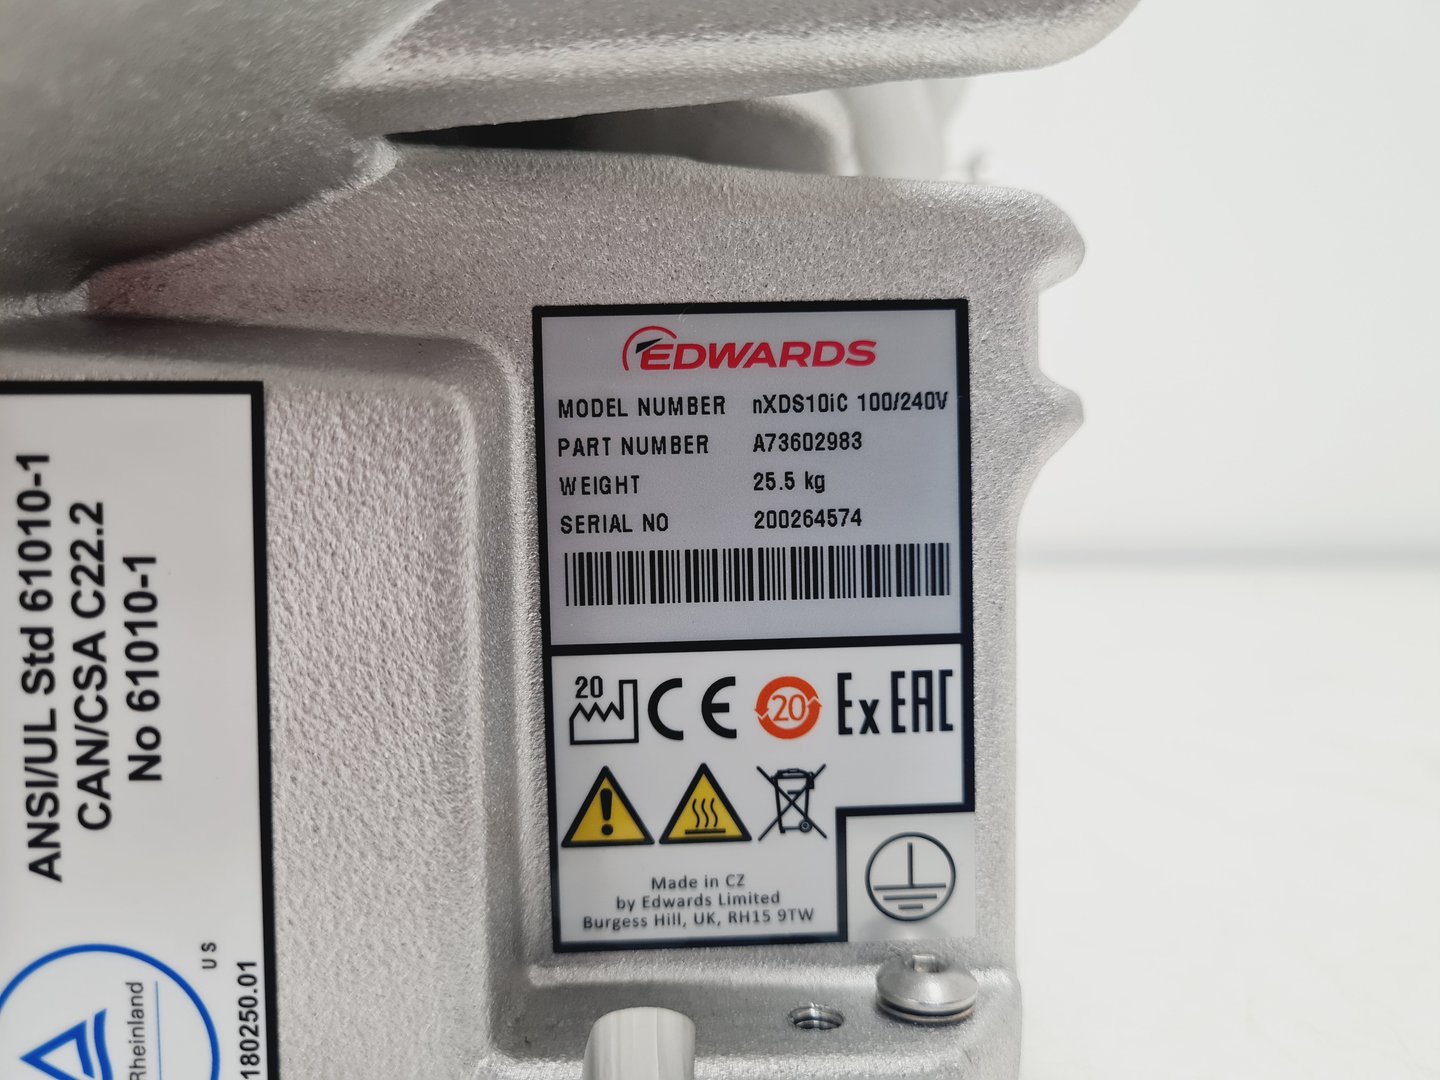 EDWARDS
MODEL NUMBER nXDS10iC 100/240V
PART NUMBER A73602983
WEIGHT 25.5 kg
SERIAL NO 200264574
20 CE 20 Ex EAC
Made in CZ
by Edwards Limited
Burgess Hill, UK, RH15 9TW
ANSI/UL Std 61010-1
CAN/CSA C22.2
No 61010-1
Rheinland
US
180250.01